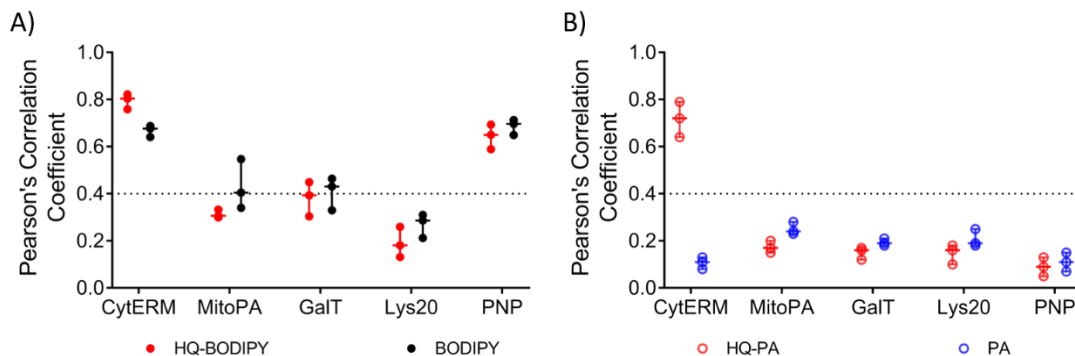 A)
Pearson's Correlation
Coefficient
1.0
0.8
0.6
0.4
0.2
0.0
CytERM MitoPA GalT Lys20 PNP
HQ-BODIPY BODIPY
B)
Pearson's Correlation
Coefficient
1.0
0.8
0.6
0.4
0.2
0.0
CytERM MitoPA GalT Lys20 PNP
HQ-PA PA